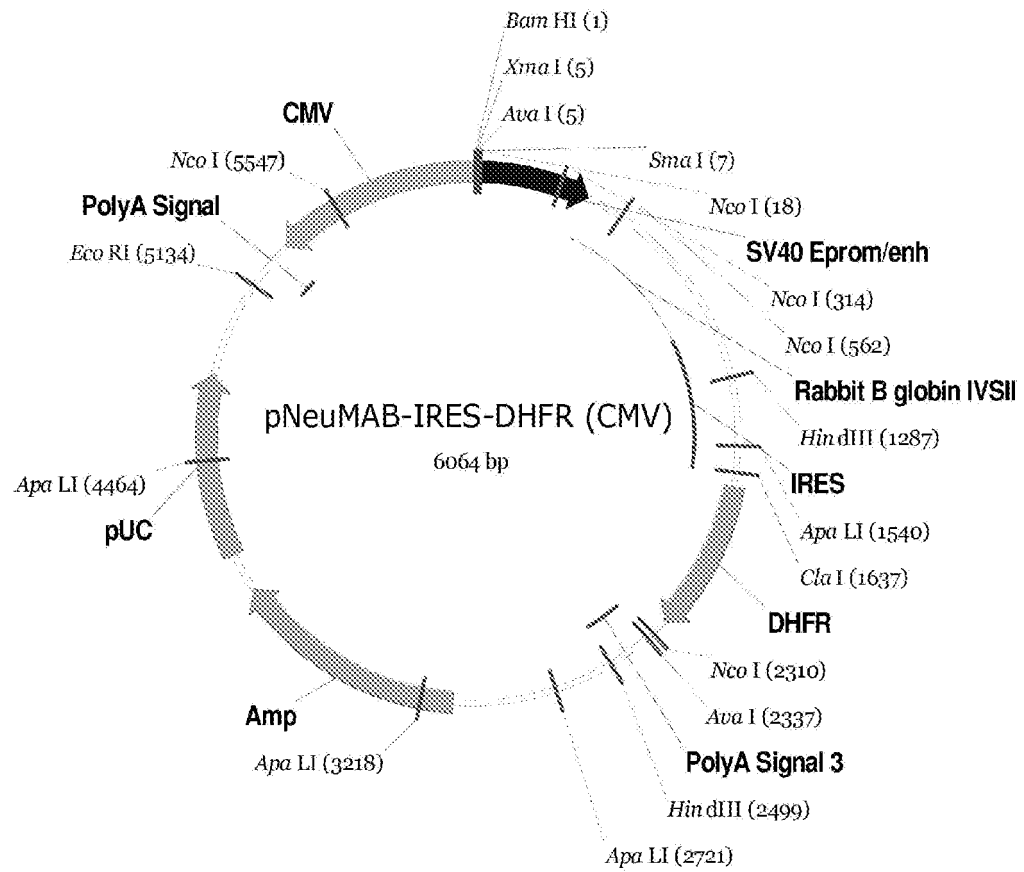 Bam HI (1)
Xma I (5)
Ava I (5)
CMV
Sma I (7)
Nco I (5547)
Nco I (18)
PolyA Signal
SV40 Eprom/enh
Eco RI (5134)
Nco I (314)
Nco I (562)
Rabbit B globin IVSII
pNeuMAB-IRES-DHFR (CMV)
6064 bp
Hin dIII (1287)
Apa LI (4464)
IRES
pUC
Apa LI (1540)
Cla I (1637)
DHFR
Nco I (2310)
Amp
Ava I (2337)
Apa LI (3218)
PolyA Signal 3
Hin dIII (2499)
Apa LI (2721)